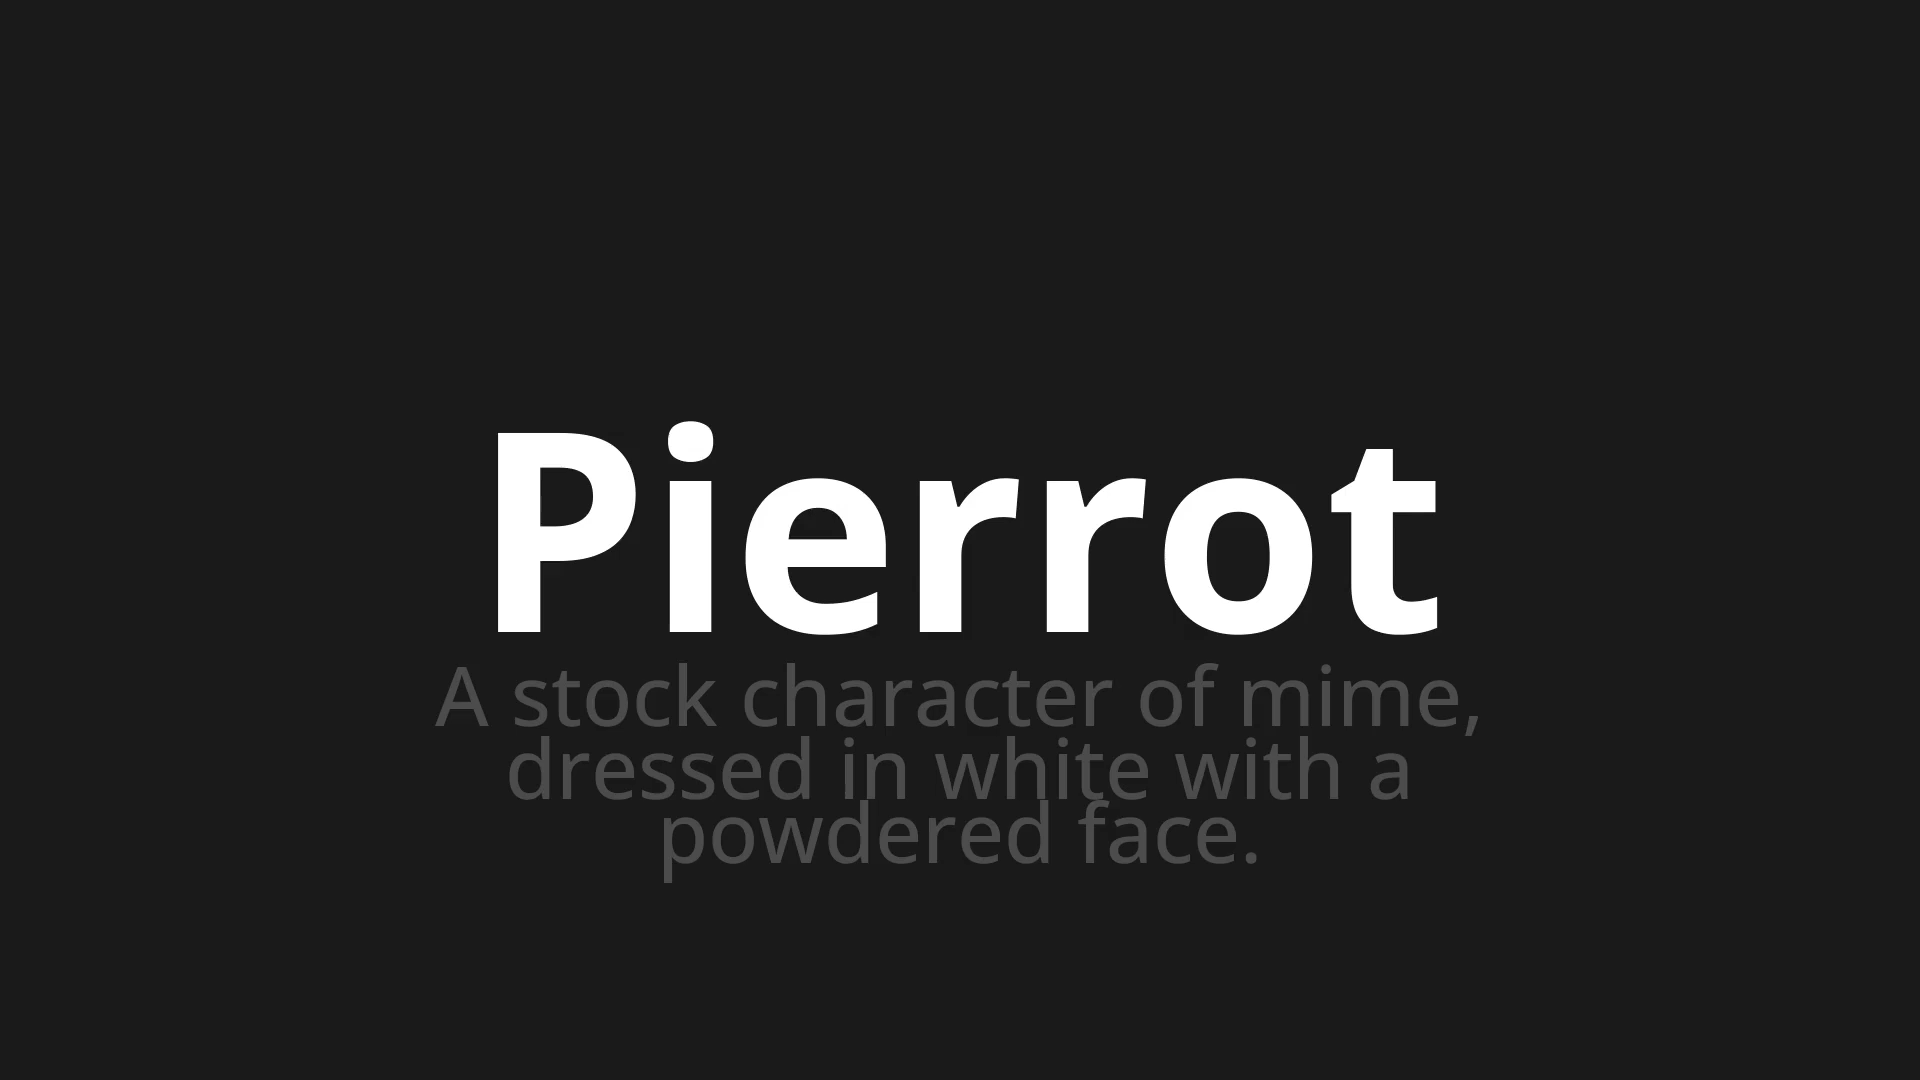 Pierrot
A stock character of mime,
dressed in white with a
powdered face.